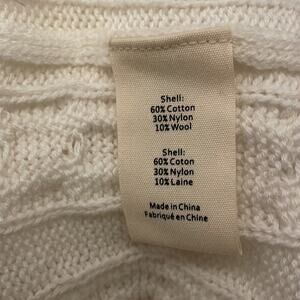 Shell:
60% Cotton
30% Nylon
10% Wool
Shell:
60% Coton
30% Nylon
10% Laine
Made in China
Fabriqué en Chine